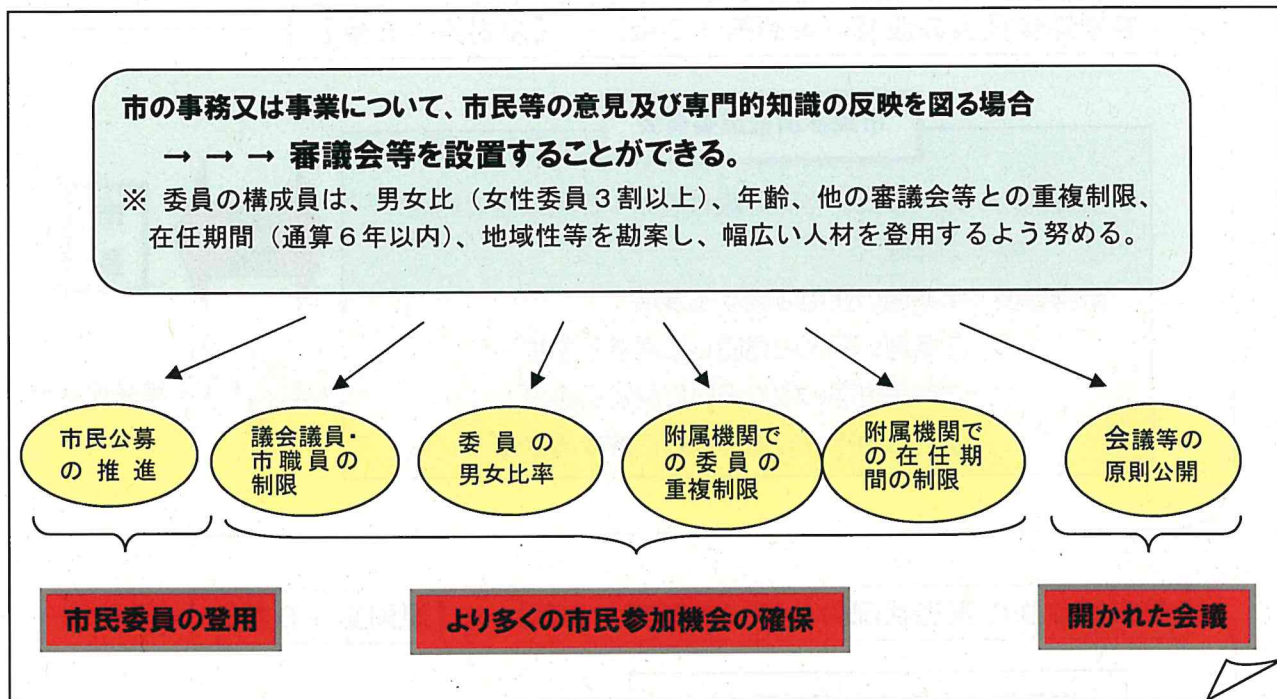 市の事務又は事業について、市民等の意見及び専門的知識の反映を図る場合
→ → → 審議会等を設置することができる。
※ 委員の構成員は、男女比（女性委員３割以上）、年齢、他の審議会等との重複制限、
在任期間（通算６年以内）、地域性等を勘案し、幅広い人材を登用するよう努める。
市民公募
の 推 進
議会議員・
市職員の
制限
委 員 の
男女比率
附属機関で
の 委 員 の
重複制限
附属機関で
の 在 任 期
間の制限
会議等の
原則公開
市民委員の登用
より多くの市民参加機会の確保
開かれた会議